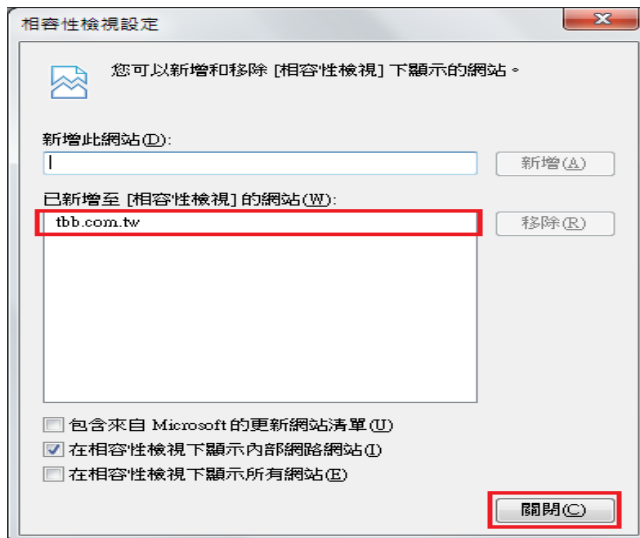 相容性檢視設定
您可以新增和移除 [相容性檢視] 下顯示的網站。
新增此網站(D):
新增(A)
已新增至 [相容性檢視] 的網站(W):
tbb.com.tw
移除(R)
包含來自 Microsoft 的更新網站清單(U)
在相容性檢視下顯示內部網路網站(I)
在相容性檢視下顯示所有網站(E)
關閉(C)